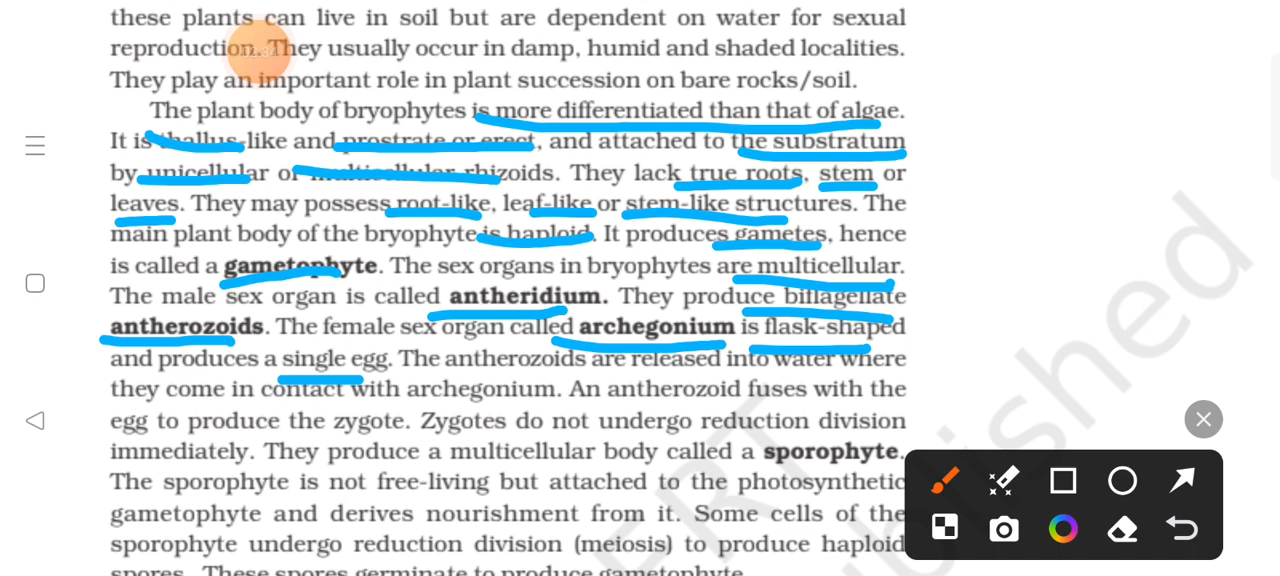 these plants can live in soil but are dependent on water for sexual
reproduction. They usually occur in damp, humid and shaded localities.
They play an important role in plant succession on bare rocks/soil.
The plant body of bryophytes is more differentiated than that of algae.
It is thallus-like and prostrate or erect, and attached to the substratum
by unicellular or multicellular rhizoids. They lack true roots, stem or
leaves. They may possess root-like, leaf-like or stem-like structures. The
main plant body of the bryophyte is haploid. It produces gametes, hence
is called a gametophyte. The sex organs in bryophytes are multicellular.
The male sex organ is called antheridium. They produce biflagellate
antherozoids. The female sex organ called archegonium is flask-shaped
and produces a single egg. The antherozoids are released into water where
they come in contact with archegonium. An antherozoid fuses with the
egg to produce the zygote. Zygotes do not undergo reduction division
immediately. They produce a multicellular body called a sporophyte.
The sporophyte is not free-living but attached to the photosynthetic
gametophyte and derives nourishment from it. Some cells of the
sporophyte undergo reduction division (meiosis) to produce haploid
spores. These spores germinate to produce gametophyte.